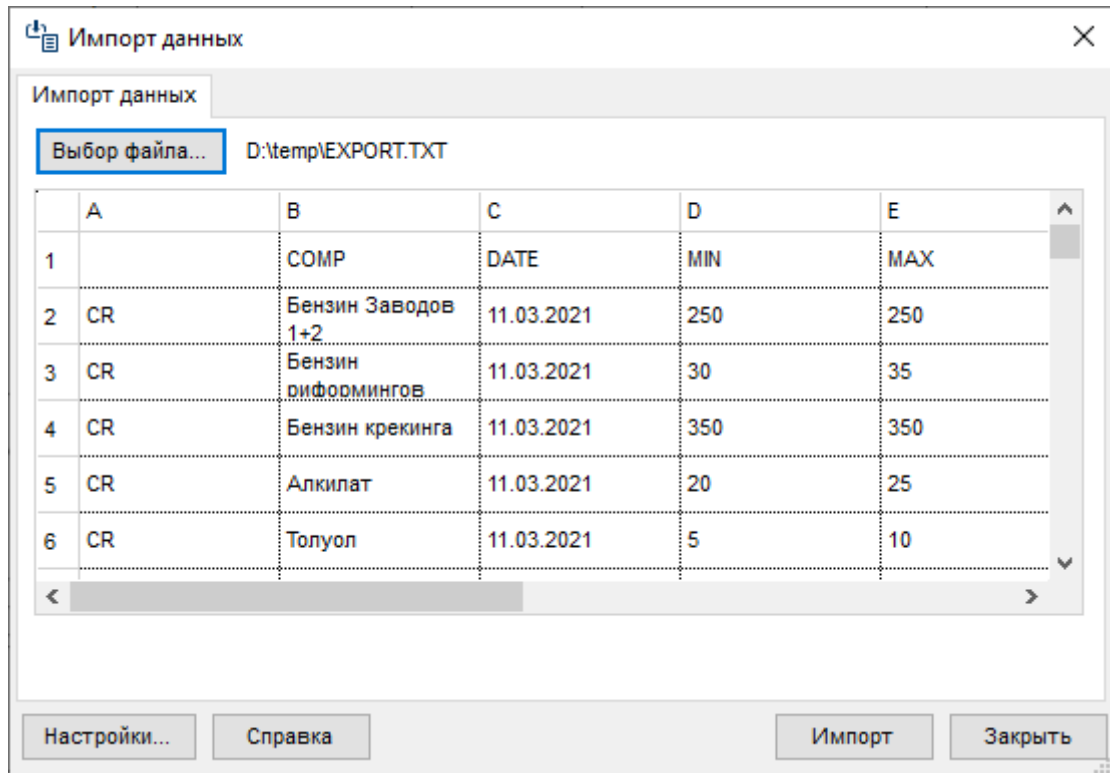 Импорт данных
Импорт данных
Выбор файла... D:\temp\EXPORT.TXT
A B C D E
1 COMP DATE MIN MAX
2 CR Бензин Заводов 1+2 11.03.2021 250 250
3 CR Бензин риформингов 11.03.2021 30 35
4 CR Бензин крекинга 11.03.2021 350 350
5 CR Алкилат 11.03.2021 20 25
6 CR Толуол 11.03.2021 5 10
Настройки... Справка Импорт Закрыть